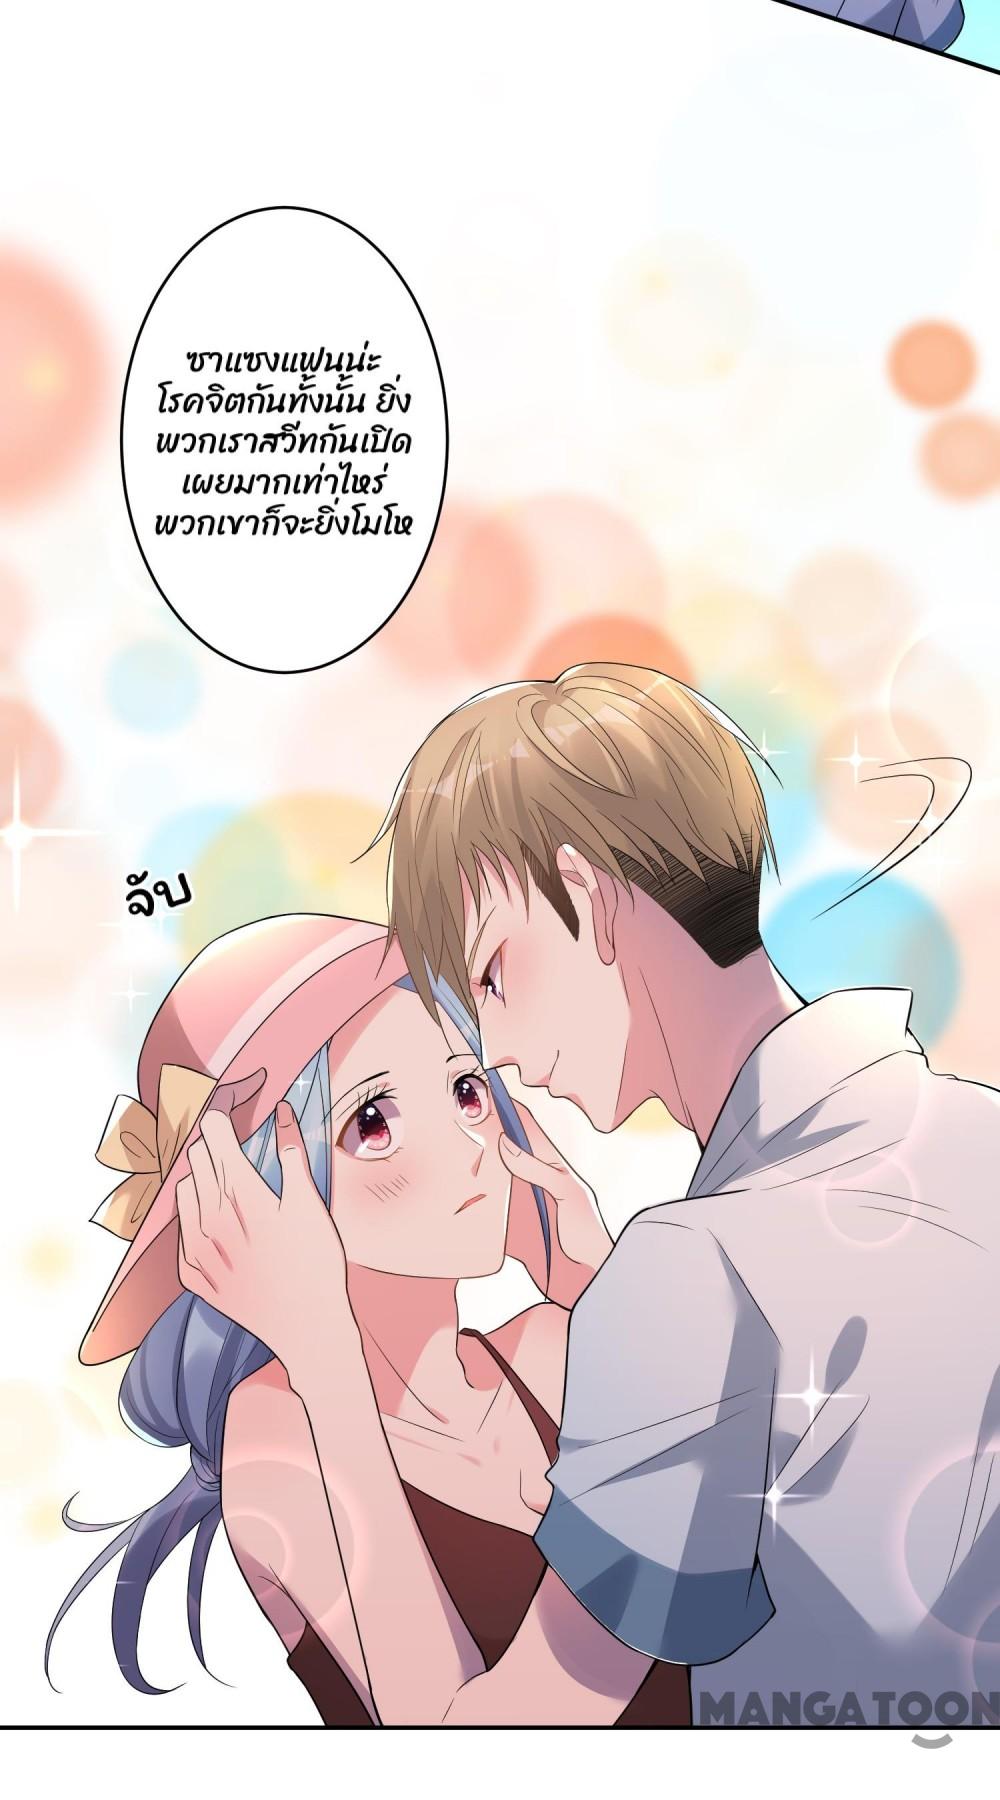 ซาแซงแฟนน่ะ
โรคจิตกันทั้งนั้น ยิ่ง
พวกเราสวีทกันเปิด
เผยมากเท่าไหร่
พวกเขาก็จะยิ่งโมโห
จับ
MANGATOON